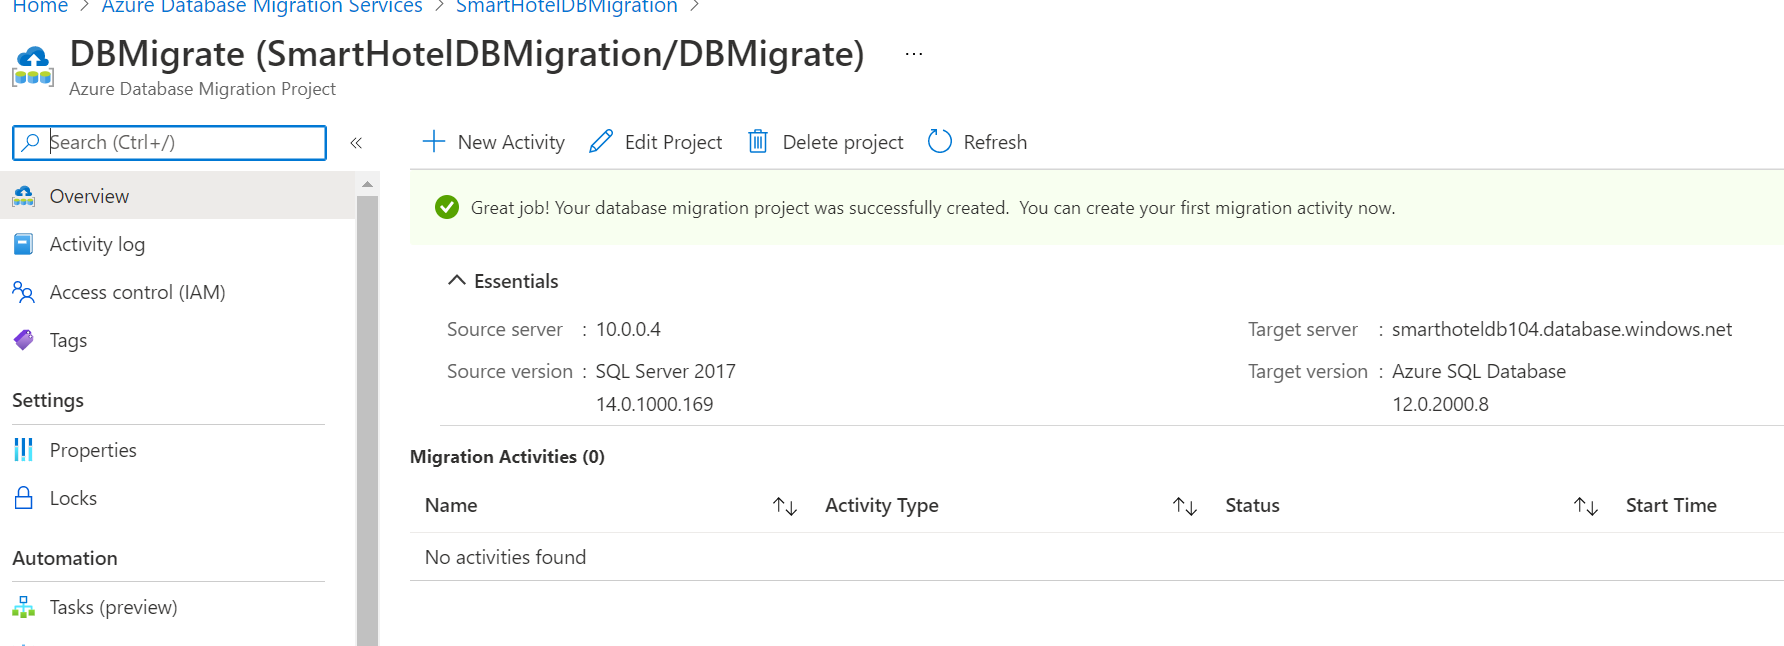 Home > Azure Database Migration Services > SmartHotelDBMigration >
DBMigrate (SmartHotelDBMigration/DBMigrate) ...
Azure Database Migration Project
Search (Ctrl+/) «
New Activity Edit Project Delete project Refresh
Overview
Activity log
Access control (IAM)
Tags
Settings
Properties
Locks
Automation
Tasks (preview)
Great job! Your database migration project was successfully created. You can create your first migration activity now.
Essentials
Source server : 10.0.0.4
Source version : SQL Server 2017
14.0.1000.169
Target server : smarthoteldb104.database.windows.net
Target version : Azure SQL Database
12.0.2000.8
Migration Activities (0)
Name Activity Type Status Start Time
No activities found